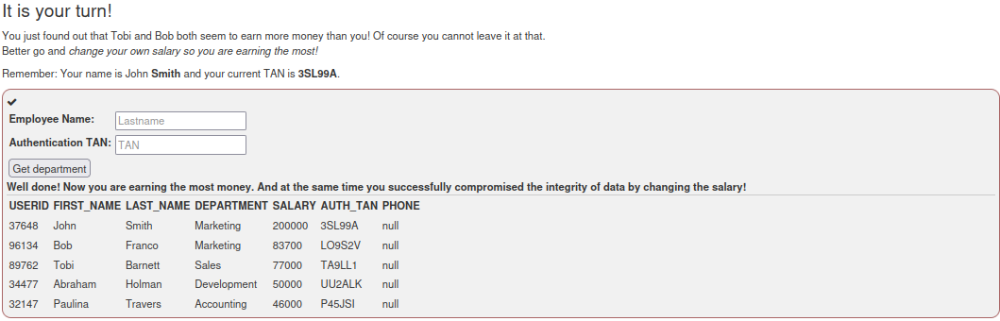 It is your turn!
You just found out that Tobi and Bob both seem to earn more money than you! Of course you cannot leave it at that.
Better go and change your own salary so you are earning the most!
Remember: Your name is John Smith and your current TAN is 3SL99A.
Employee Name: Lastname
Authentication TAN: TAN
Get department
Well done! Now you are earning the most money. And at the same time you successfully compromised the integrity of data by changing the salary!
USERID FIRST_NAME LAST_NAME DEPARTMENT SALARY AUTH_TAN PHONE
37648 John Smith Marketing 200000 3SL99A null
96134 Bob Franco Marketing 83700 LO9S2V null
89762 Tobi Barnett Sales 77000 TA9LL1 null
34477 Abraham Holman Development 50000 UU2ALK null
32147 Paulina Travers Accounting 46000 P45JSI null